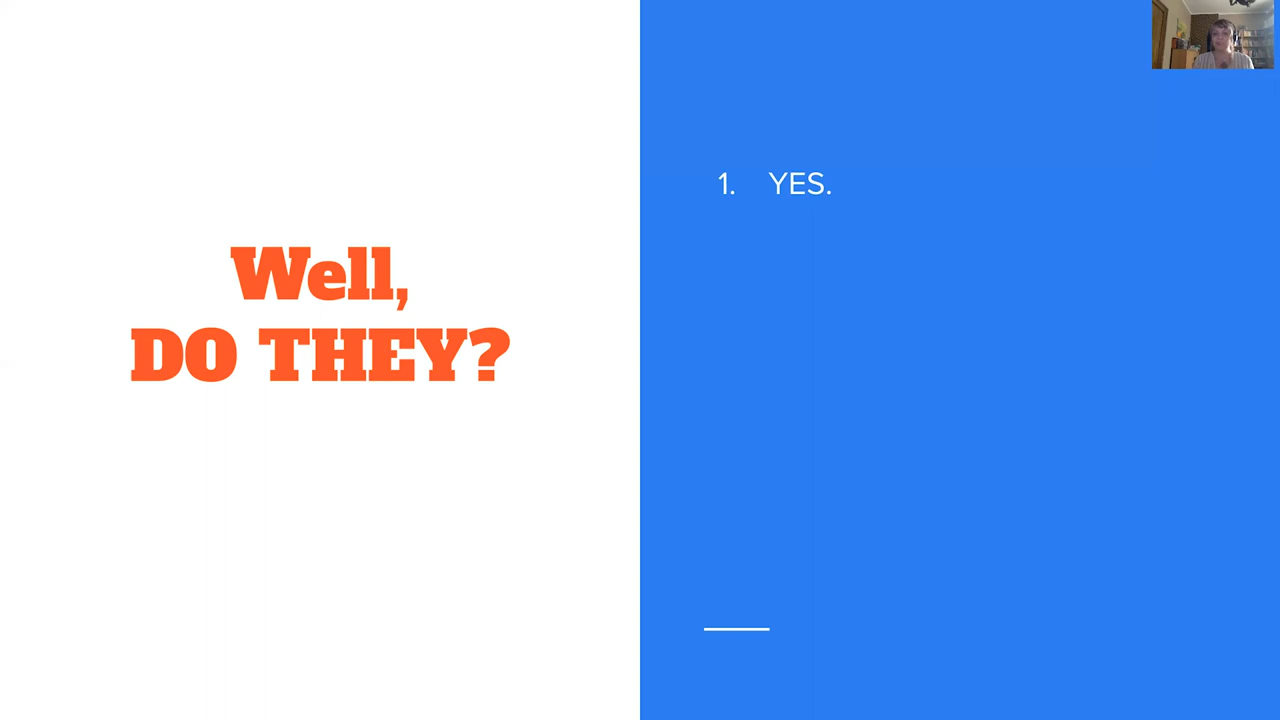 Well,
DO THEY?
1. YES.